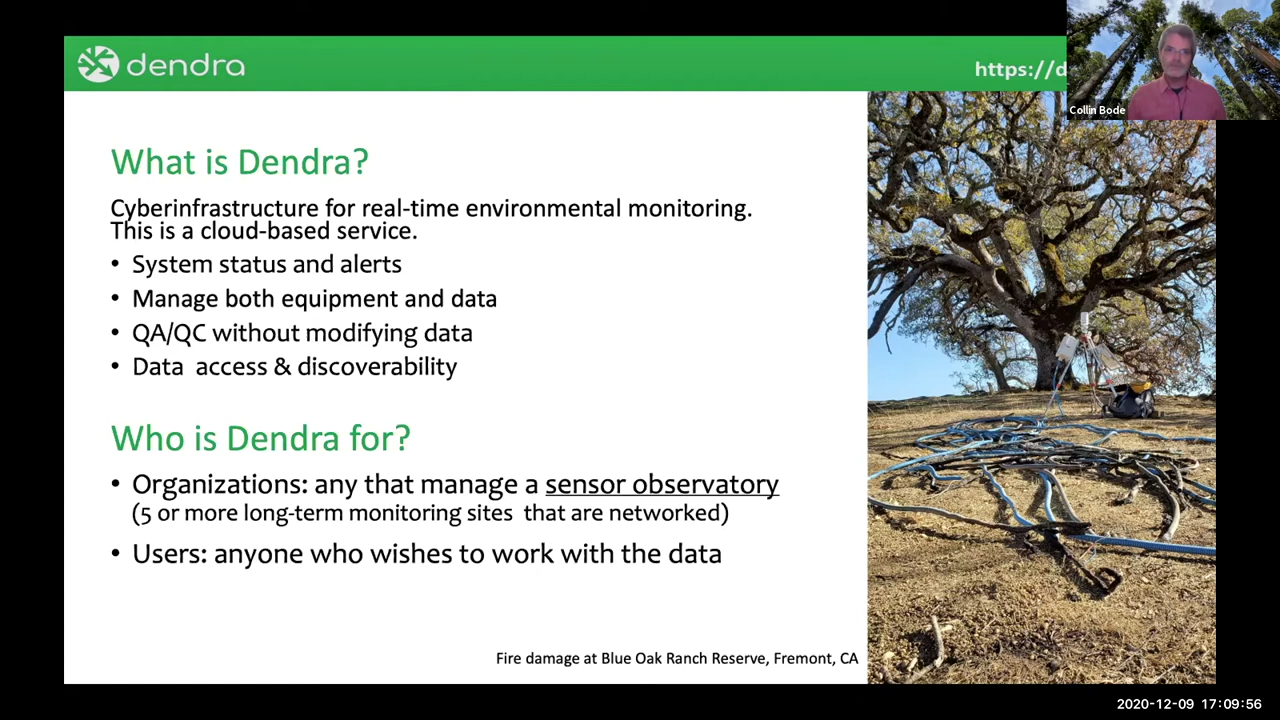 dendra
https://d
Collin Bode
What is Dendra?
Cyberinfrastructure for real-time environmental monitoring.
This is a cloud-based service.
• System status and alerts
• Manage both equipment and data
• QA/QC without modifying data
• Data access & discoverability
Who is Dendra for?
• Organizations: any that manage a sensor observatory
(5 or more long-term monitoring sites that are networked)
• Users: anyone who wishes to work with the data
Fire damage at Blue Oak Ranch Reserve, Fremont, CA
2020-12-09 17:09:56